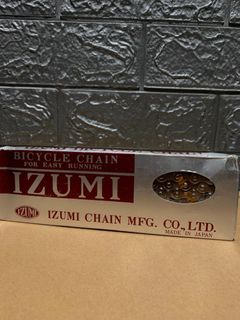 BICYCLE CHAIN
FOR EASY RUNNING
IZUMI
IZUMI
IZUMI CHAIN MFG. CO., LTD.
MADE IN JAPAN